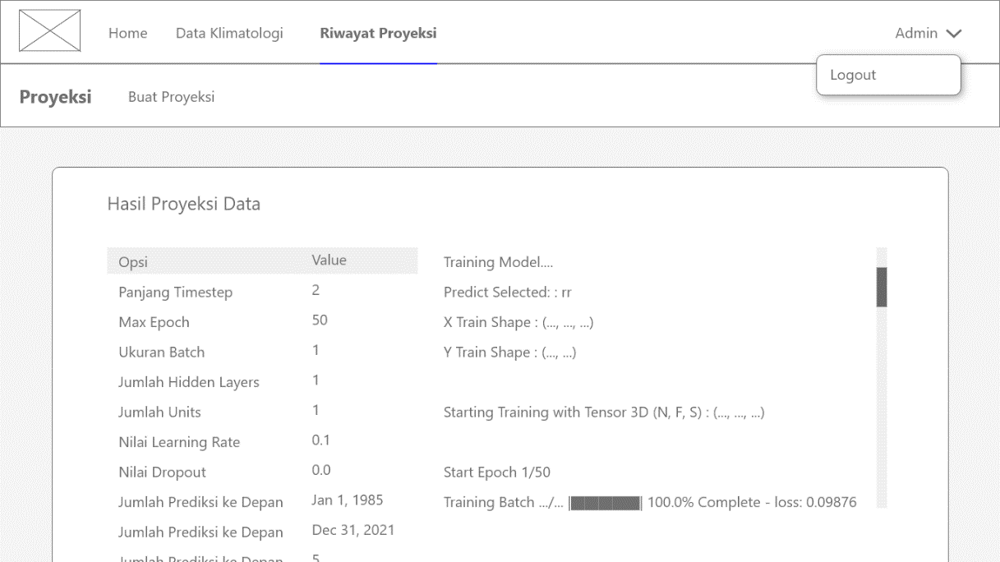 Home Data Klimatologi Riwayat Proyeksi Admin
Logout
Proyeksi Buat Proyeksi
Hasil Proyeksi Data
Opsi Value Training Model....
Panjang Timestep 2 Predict Selected: : rr
Max Epoch 50 X Train Shape : (..., ..., ...)
Ukuran Batch 1 Y Train Shape : (..., ...)
Jumlah Hidden Layers 1
Jumlah Units 1 Starting Training with Tensor 3D (N, F, S) : (..., ..., ...)
Nilai Learning Rate 0.1
Nilai Dropout 0.0 Start Epoch 1/50
Jumlah Prediksi ke Depan Jan 1, 1985 Training Batch .../... |████████| 100.0% Complete - loss: 0.09876
Jumlah Prediksi ke Depan Dec 31, 2021
Jumlah Prediksi ke Depan 5